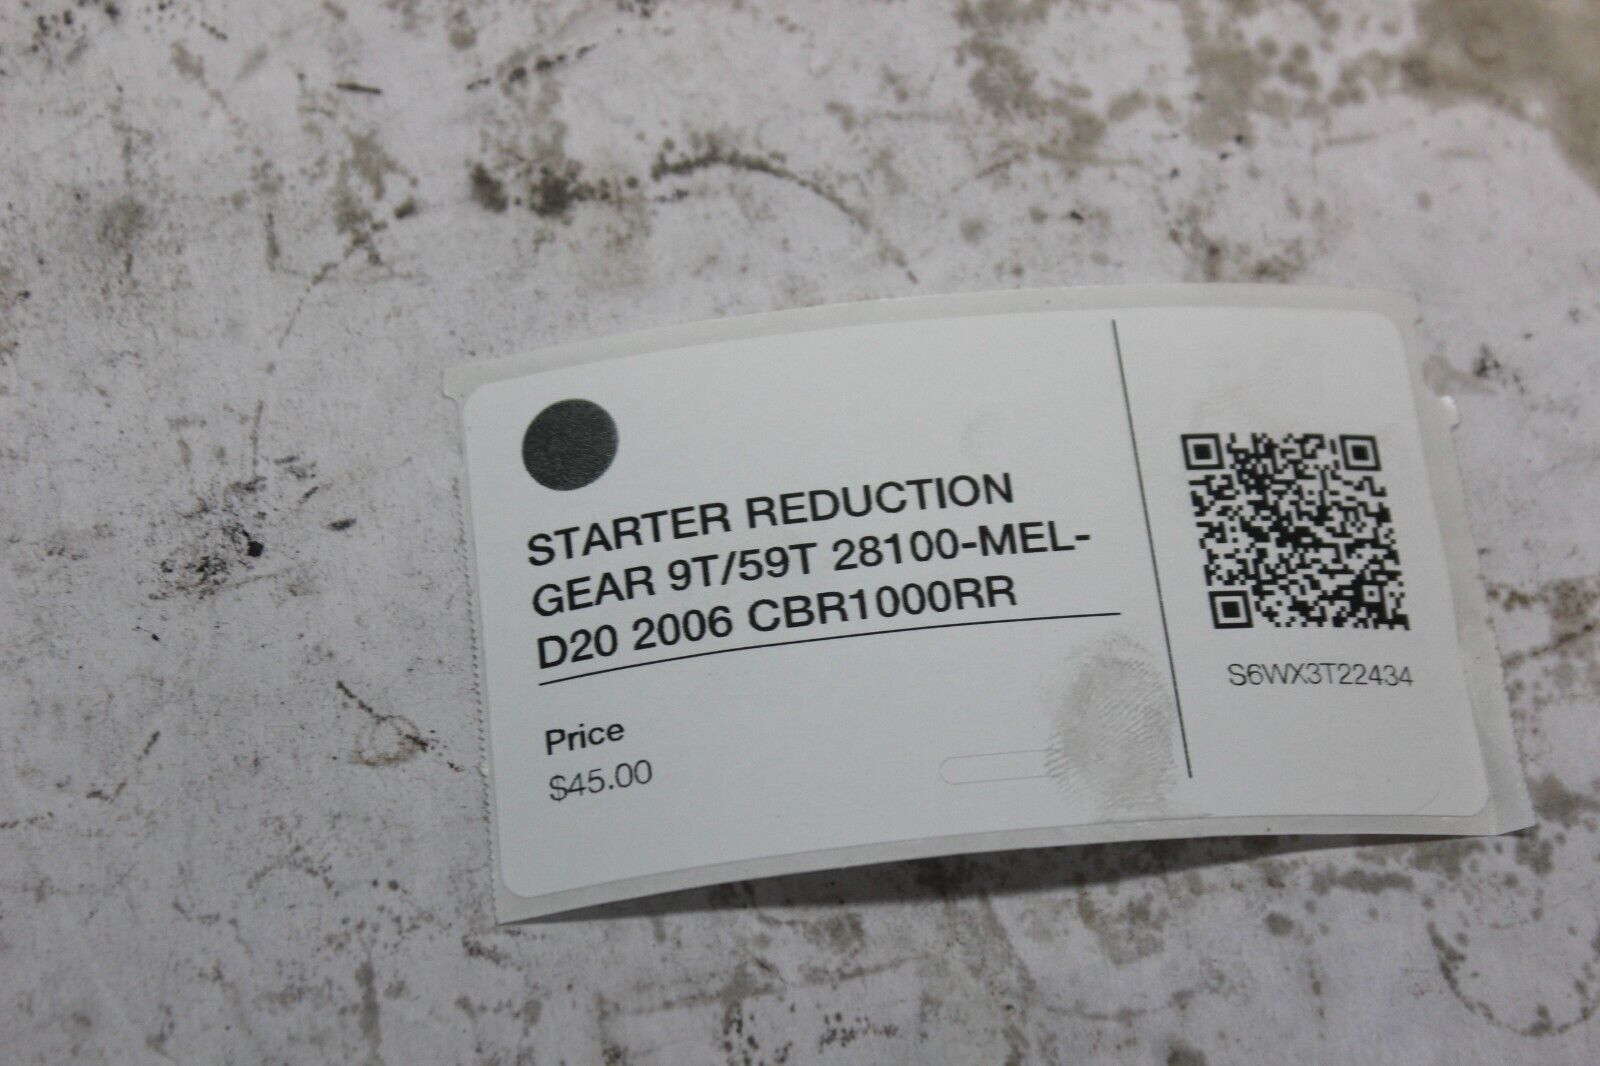 STARTER REDUCTION
GEAR 9T/59T 28100-MEL-
D20 2006 CBR1000RR
Price
$45.00
S6WX3T22434